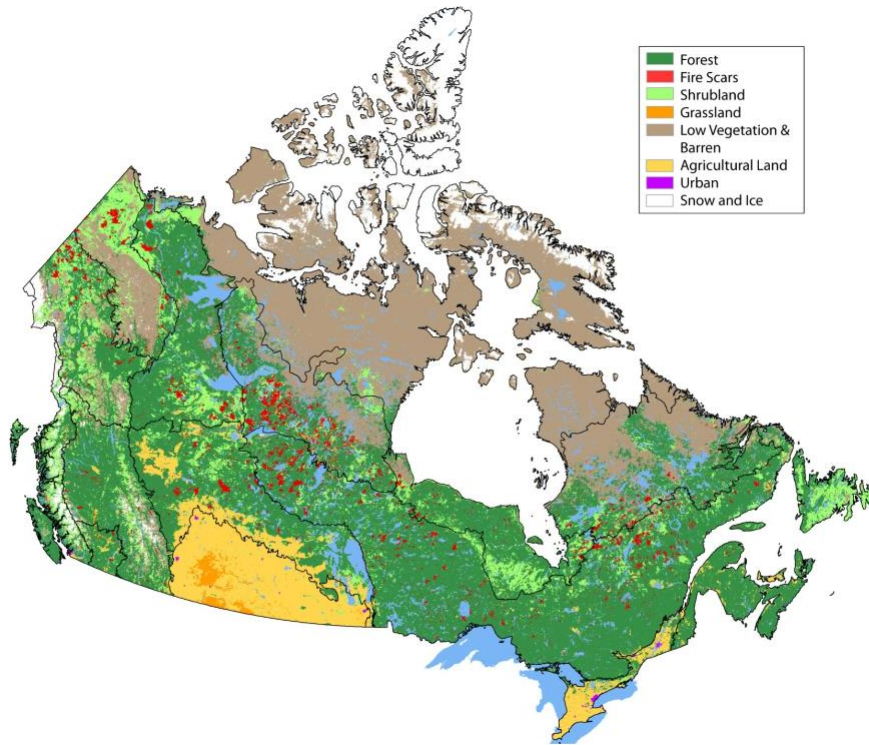 Forest
Fire Scars
Shrubland
Grassland
Low Vegetation &
Barren
Agricultural Land
Urban
Snow and Ice